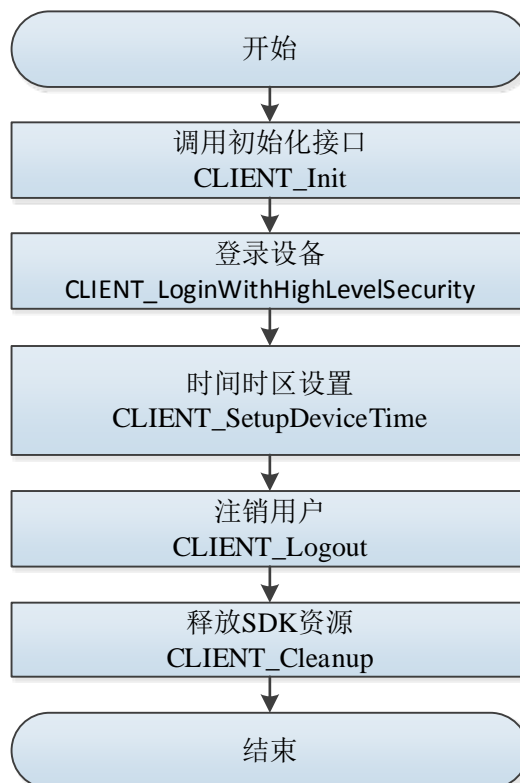 开始
调用初始化接口
CLIENT_Init
登录设备
CLIENT_LoginWithHighLevelSecurity
时间时区设置
CLIENT_SetupDeviceTime
注销用户
CLIENT_Logout
释放SDK资源
CLIENT_Cleanup
结束